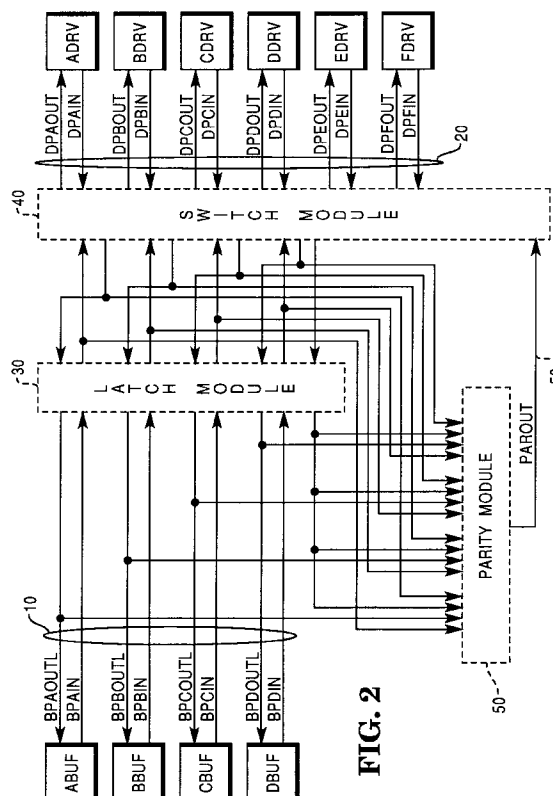 ADRV
BDRV
CDRV
DDRV
EDRV
FDRV
DPAOUT
DPAIN
DPBOUT
DPBIN
DPCOUT
DPCIN
DPDOUT
DPDIN
DPEOUT
DPEIN
DPFOUT
DPFIN
20
40
SWITCH MODULE
30
LATCH MODULE
PAROUT
PARITY MODULE
50
10
BPAOUTL
BPAIN
BPBOUTL
BPBIN
BPCOUTL
BPCIN
BPDOUTL
BPDIN
ABUF
BBUF
CBUF
DBUF
FIG. 2